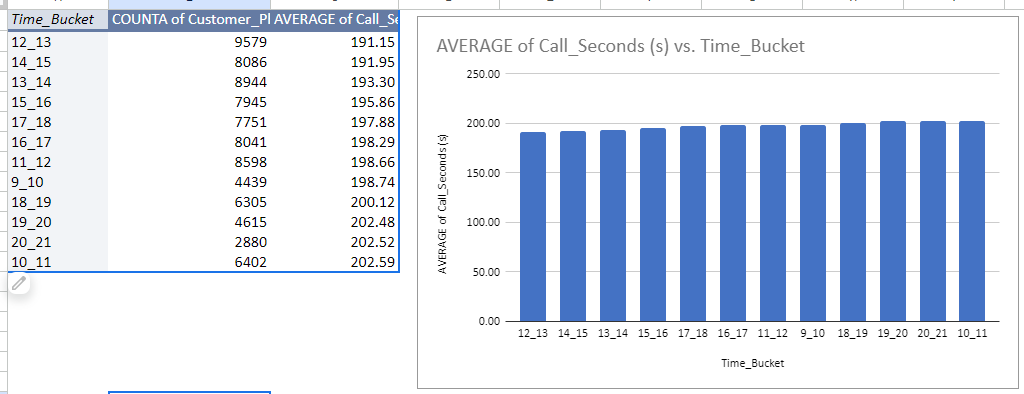 Time_Bucket COUNTA of Customer_Pl AVERAGE of Call_Se
12_13 9579 191.15
14_15 8086 191.95
13_14 8944 193.30
15_16 7945 195.86
17_18 7751 197.88
16_17 8041 198.29
11_12 8598 198.66
9_10 4439 198.74
18_19 6305 200.12
19_20 4615 202.48
20_21 2880 202.52
10_11 6402 202.59
AVERAGE of Call_Seconds (s) vs. Time_Bucket
AVERAGE of Call_Seconds (s)
250.00
200.00
150.00
100.00
50.00
0.00
12_13 14_15 13_14 15_16 17_18 16_17 11_12 9_10 18_19 19_20 20_21 10_11
Time_Bucket